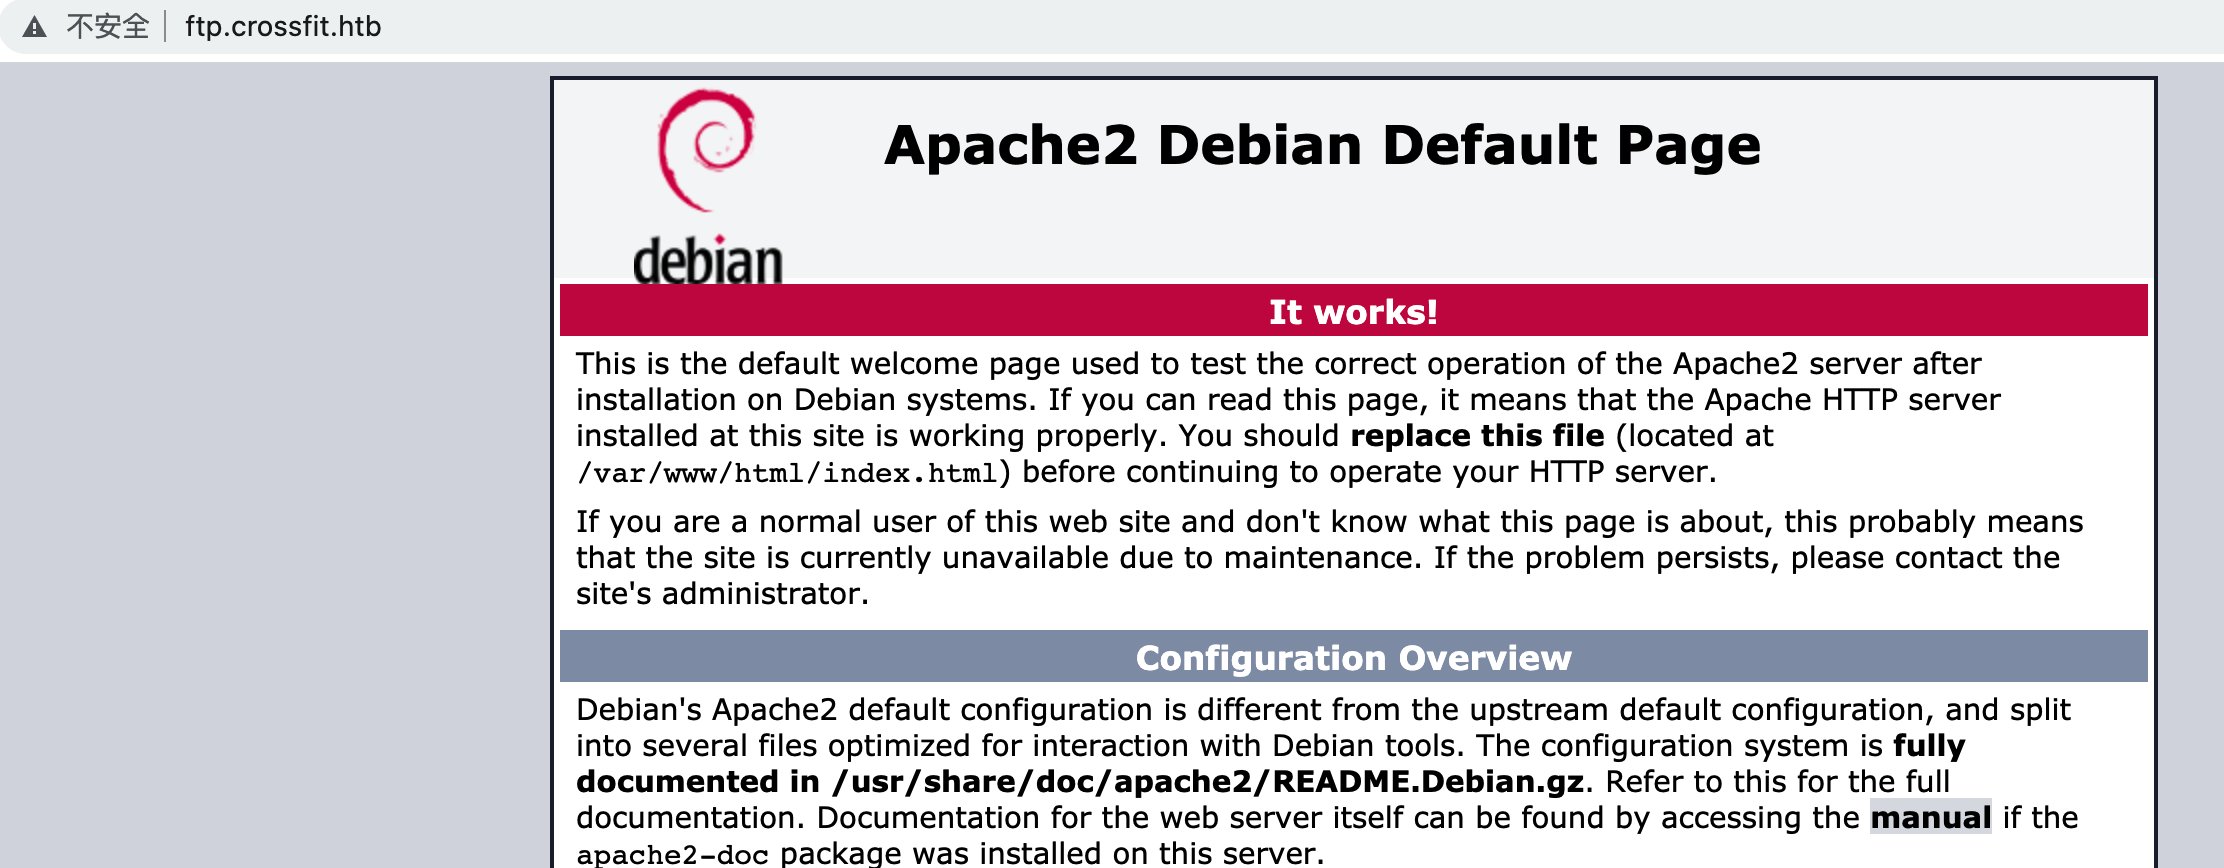 不安全 ftp.crossfit.htb
debian
Apache2 Debian Default Page
It works!
This is the default welcome page used to test the correct operation of the Apache2 server after
installation on Debian systems. If you can read this page, it means that the Apache HTTP server
installed at this site is working properly. You should replace this file (located at
/var/www/html/index.html) before continuing to operate your HTTP server.
If you are a normal user of this web site and don't know what this page is about, this probably means
that the site is currently unavailable due to maintenance. If the problem persists, please contact the
site's administrator.
Configuration Overview
Debian's Apache2 default configuration is different from the upstream default configuration, and split
into several files optimized for interaction with Debian tools. The configuration system is fully
documented in /usr/share/doc/apache2/README.Debian.gz. Refer to this for the full
documentation. Documentation for the web server itself can be found by accessing the manual if the
apache2-doc package was installed on this server.